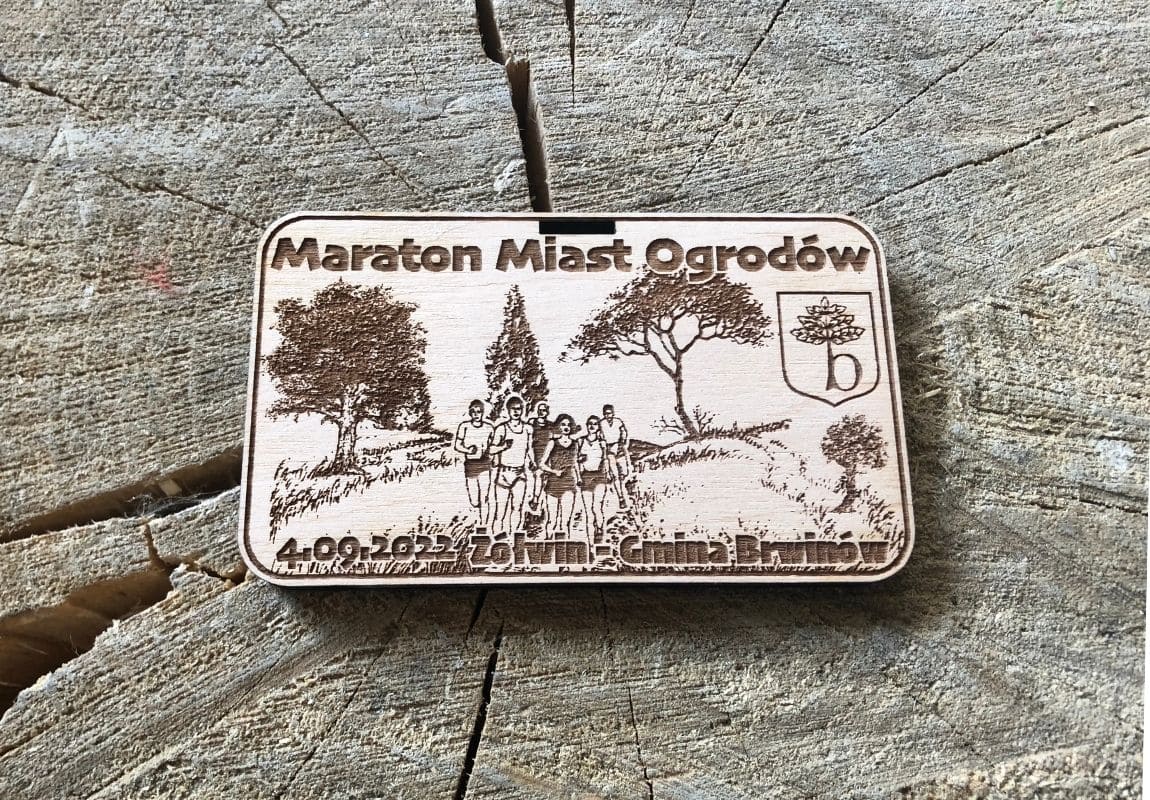 Maraton Miast Ogrodów
b
4.09.2022 Żółwin - Gmina Brwinów